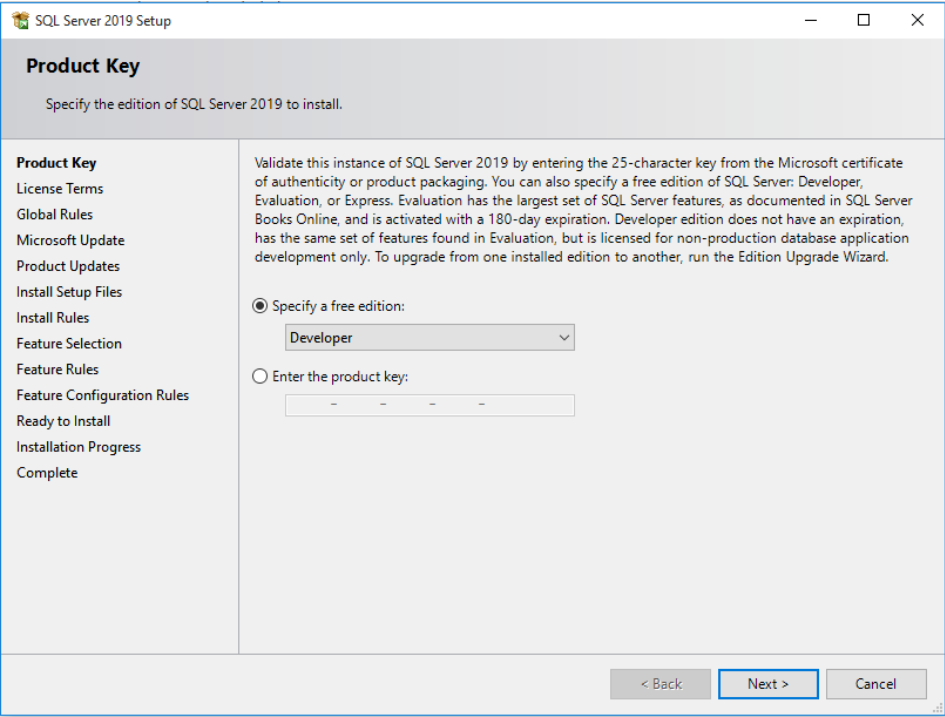 SQL Server 2019 Setup
Product Key
Specify the edition of SQL Server 2019 to install.
Product Key
License Terms
Global Rules
Microsoft Update
Product Updates
Install Setup Files
Install Rules
Feature Selection
Feature Rules
Feature Configuration Rules
Ready to Install
Installation Progress
Complete
Validate this instance of SQL Server 2019 by entering the 25-character key from the Microsoft certificate
of authenticity or product packaging. You can also specify a free edition of SQL Server: Developer,
Evaluation, or Express. Evaluation has the largest set of SQL Server features, as documented in SQL Server
Books Online, and is activated with a 180-day expiration. Developer edition does not have an expiration,
has the same set of features found in Evaluation, but is licensed for non-production database application
development only. To upgrade from one installed edition to another, run the Edition Upgrade Wizard.
Specify a free edition:
Developer
Enter the product key:
- - - -
< Back
Next >
Cancel